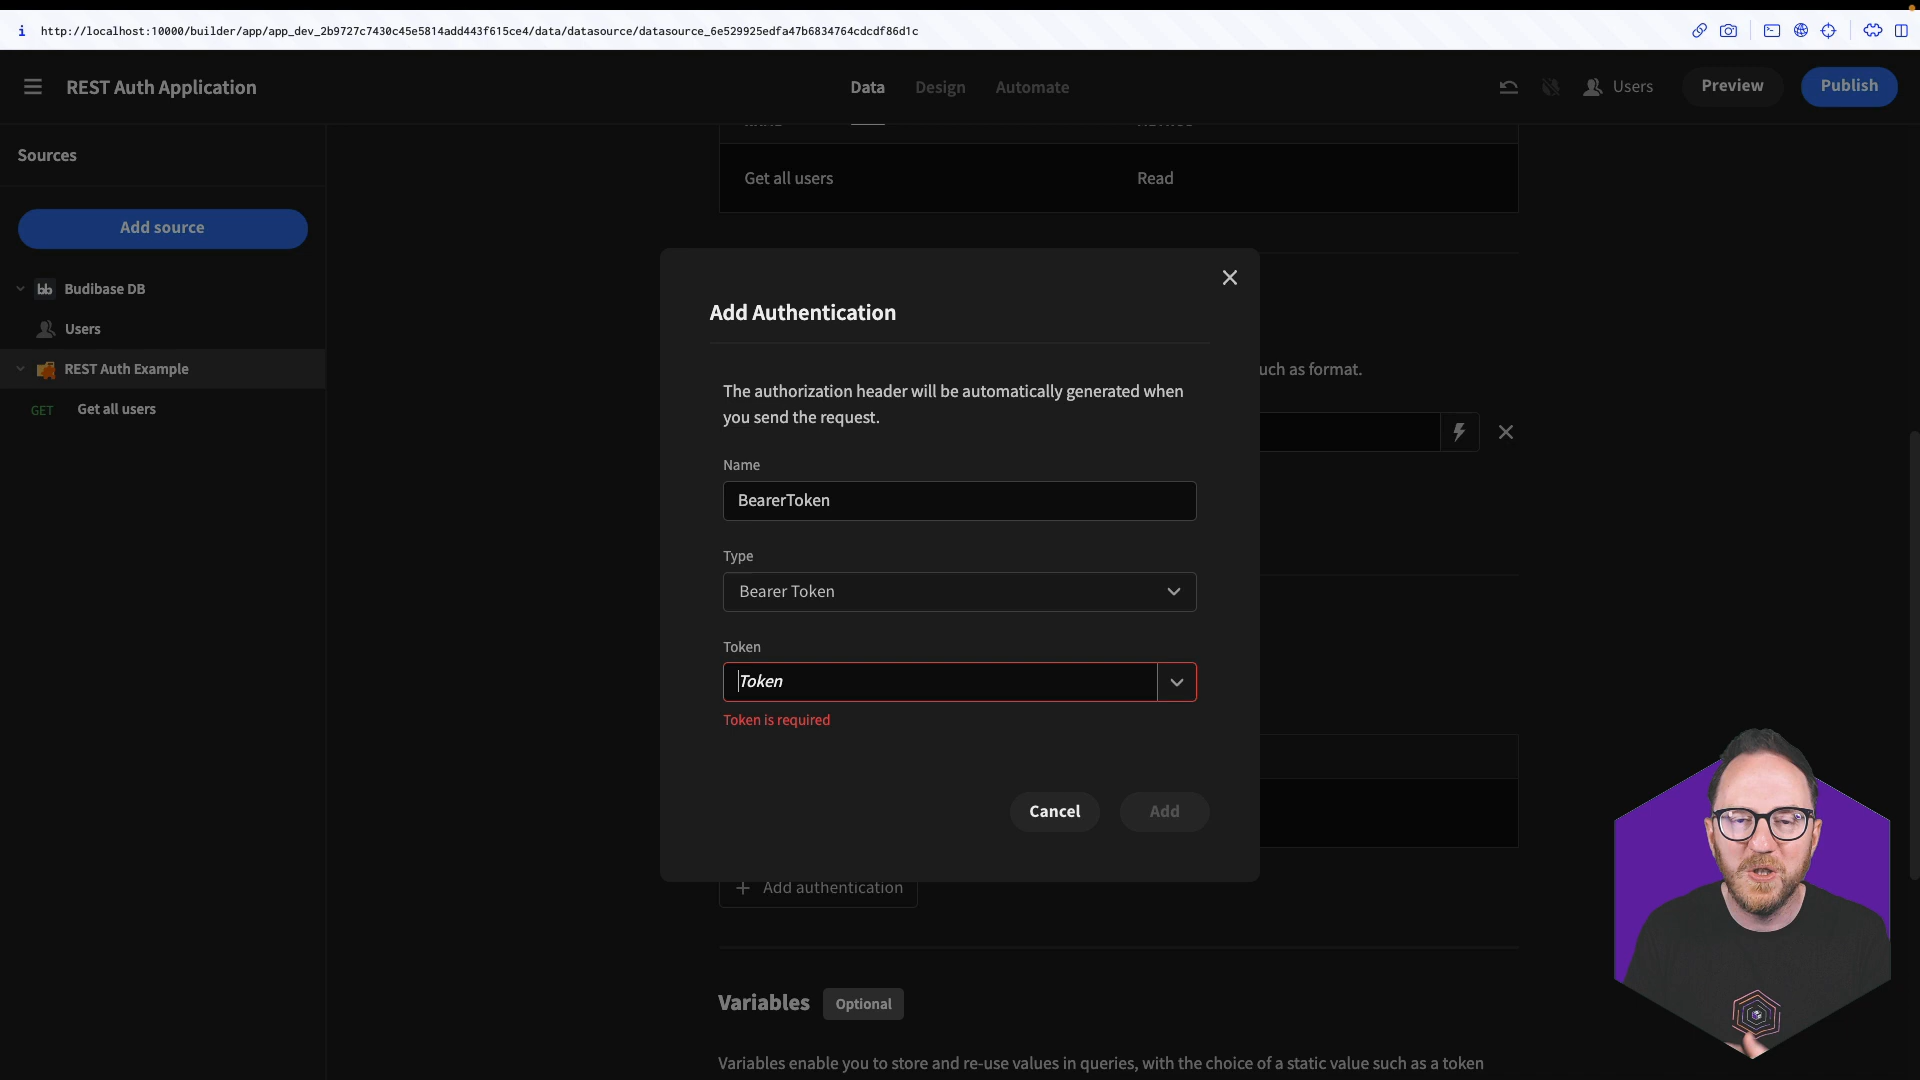 http://localhost:10000/builder/app/app_dev_2b9727c7430c45e5814add443f615ce4/data/datasource/datasource_6e529925edfa47b6834764cdcdf86d1c
REST Auth Application
Data
Design
Automate
Users
Preview
Publish
Sources
Add source
bb Budibase DB
Users
REST Auth Example
GET Get all users
Get all users
Read
Add Authentication
The authorization header will be automatically generated when
you send the request.
uch as format.
Name
BearerToken
Type
Bearer Token
Token
Token
Token is required
Cancel
Add
Add authentication
Variables
Optional
Variables enable you to store and re-use values in queries, with the choice of a static value such as a token